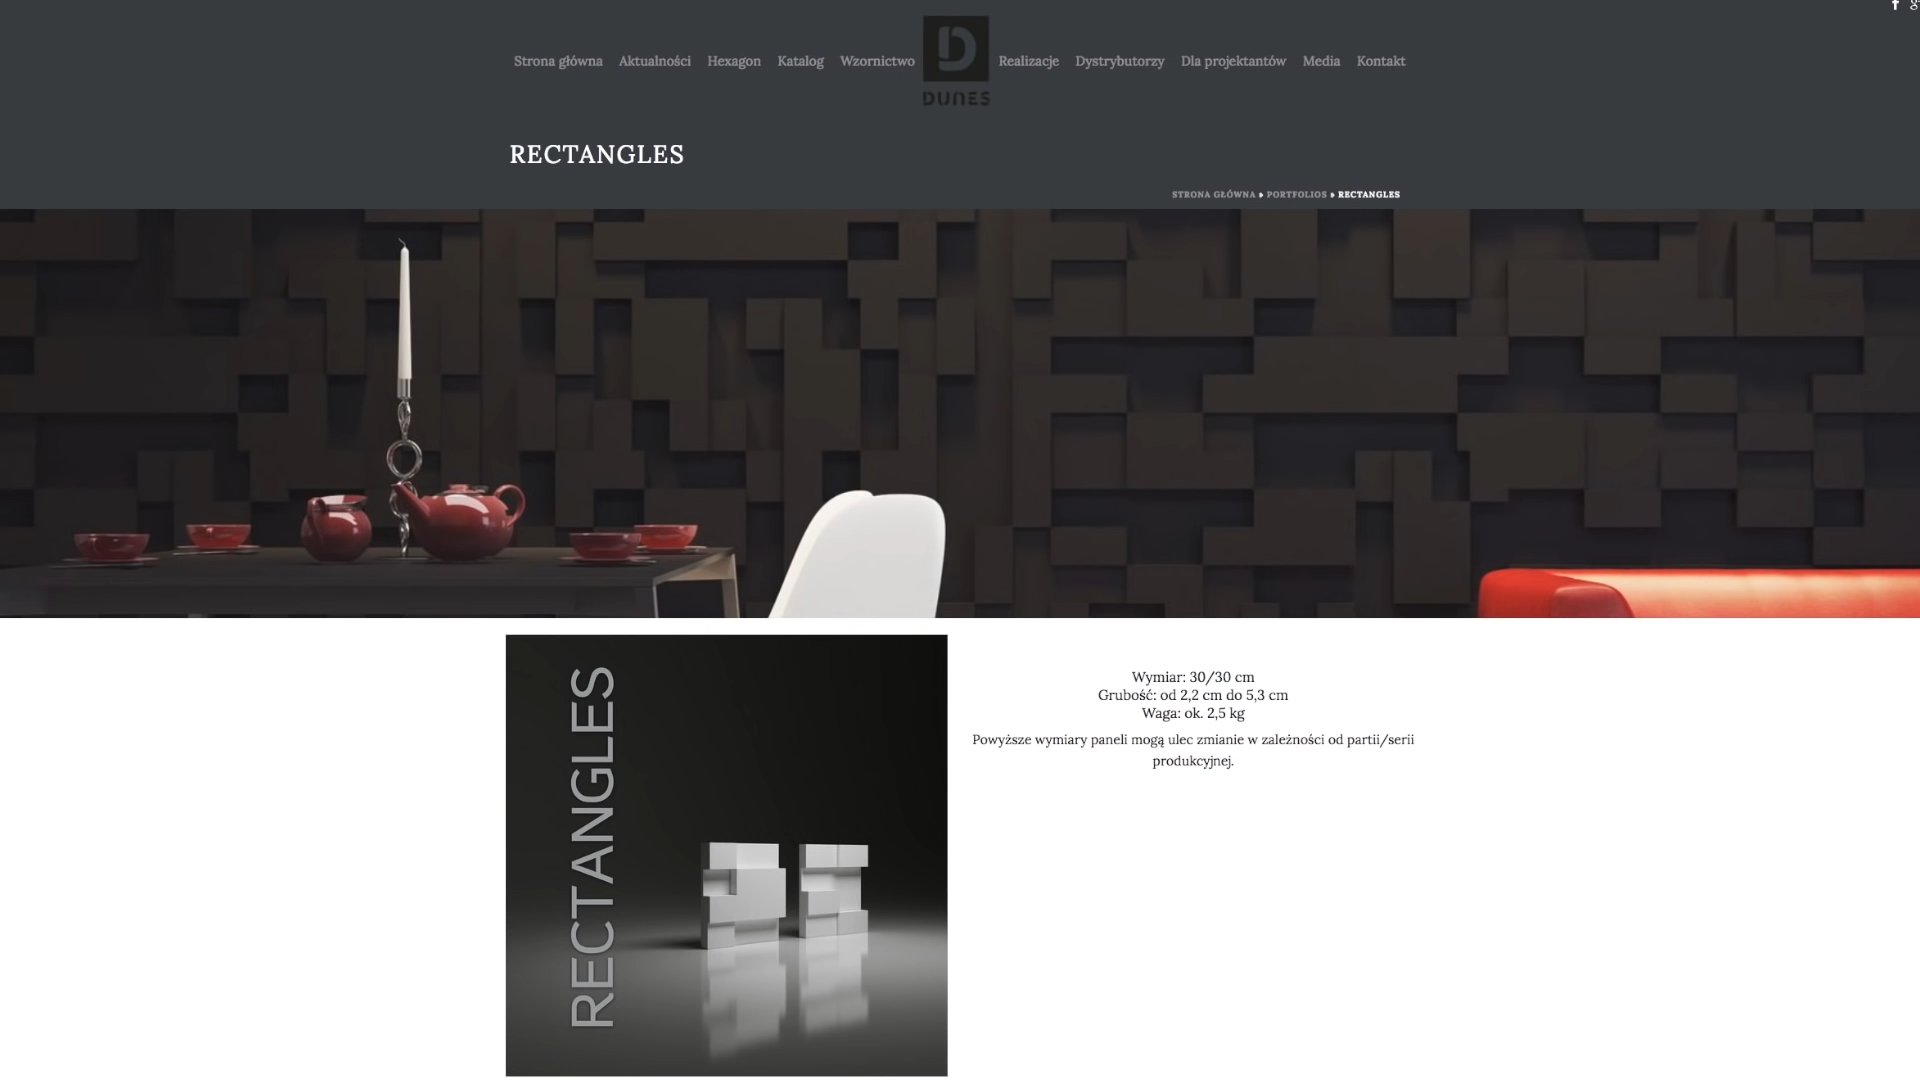 Strona główna Aktualności Hexagon Katalog Wzornictwo Realizacje Dystrybutorzy Dla projektantów Media Kontakt
DUNES
RECTANGLES
STRONA GŁÓWNA » PORTFOLIOS » RECTANGLES
RECTANGLES
Wymiar: 30/30 cm
Grubość: od 2,2 cm do 5,3 cm
Waga: ok. 2,5 kg
Powyższe wymiary paneli mogą ulec zmianie w zależności od partii/serii
produkcyjnej.